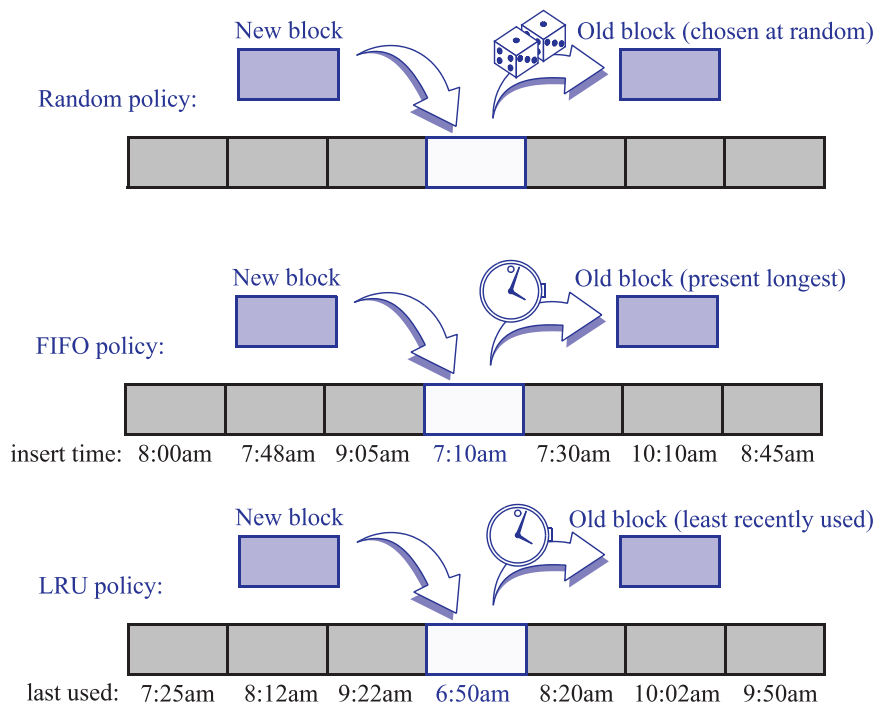 New block
Old block (chosen at random)
Random policy:
New block
Old block (present longest)
FIFO policy:
insert time: 8:00am 7:48am 9:05am 7:10am 7:30am 10:10am 8:45am
New block
Old block (least recently used)
LRU policy:
last used: 7:25am 8:12am 9:22am 6:50am 8:20am 10:02am 9:50am